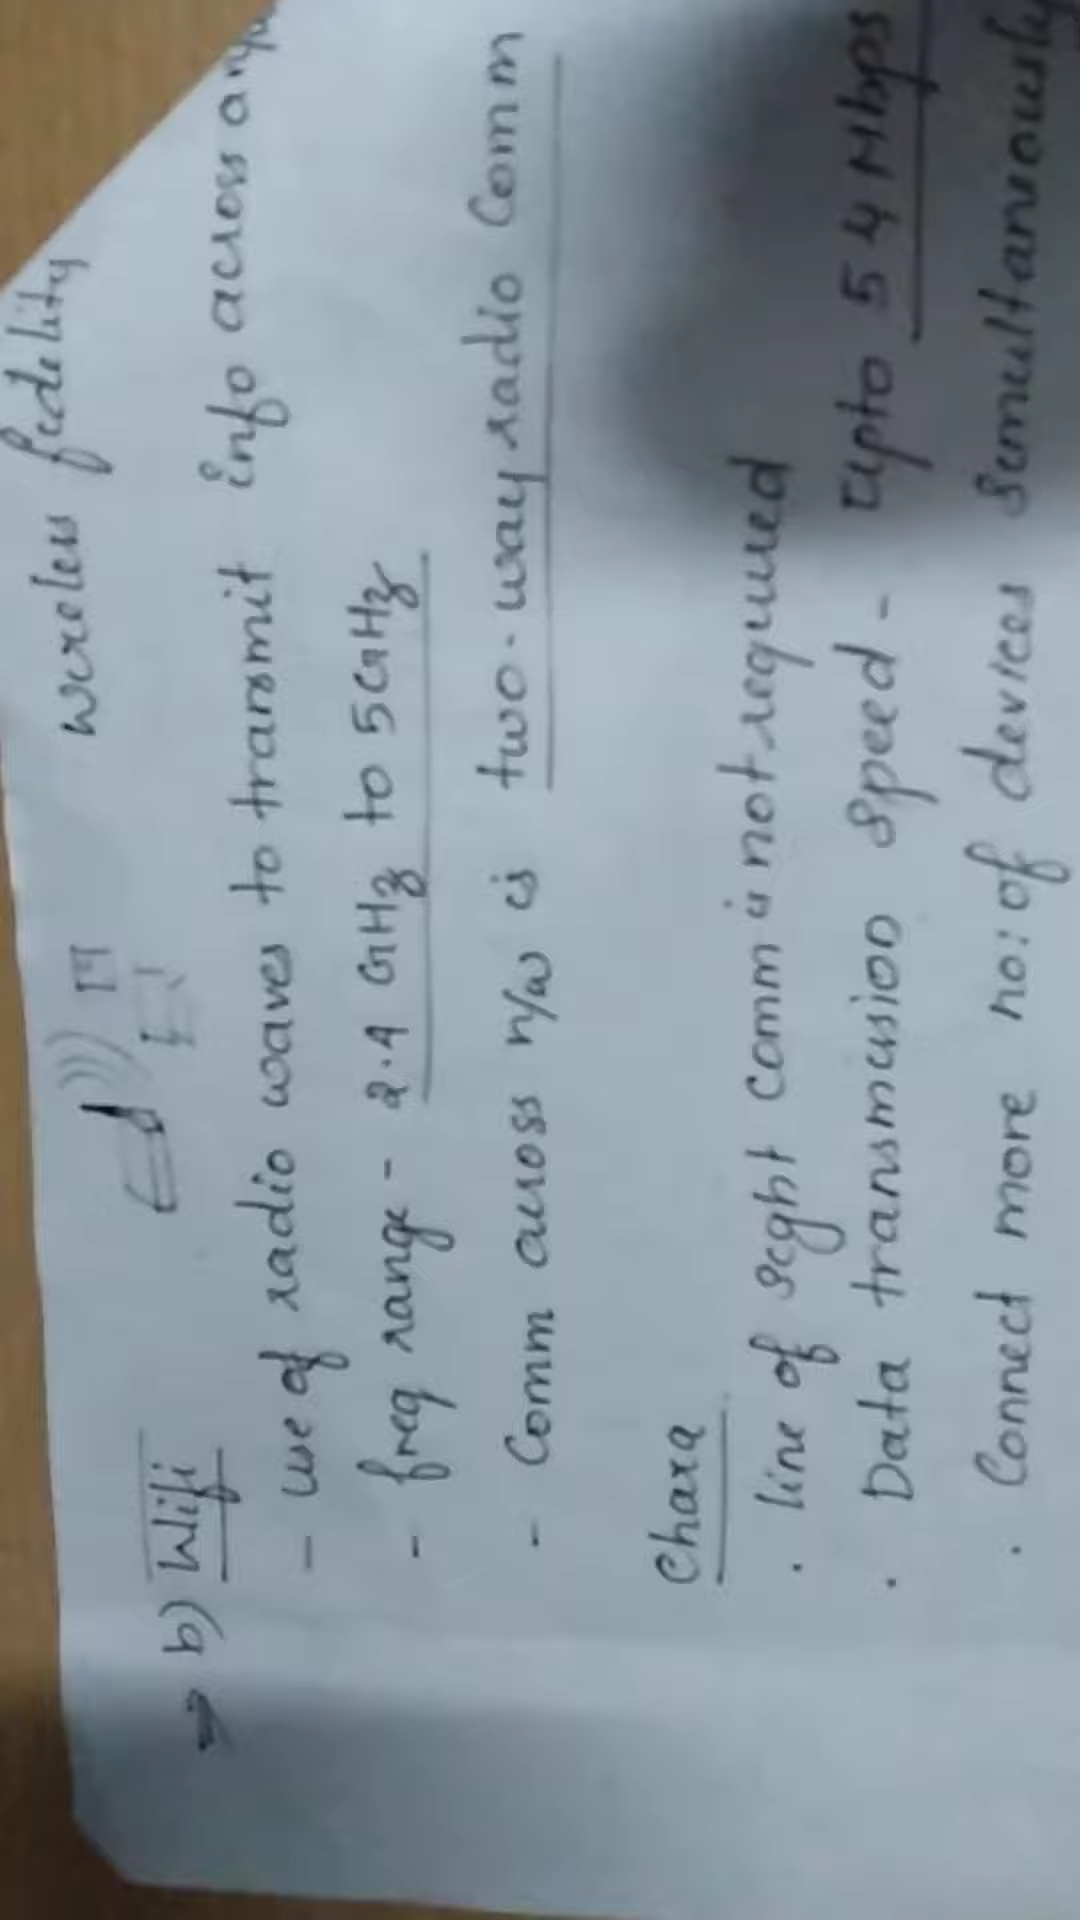 wireless fidelity
→ b) Wifi
- use of radio waves to transmit info across a
- freq range - 2.4 GHz to 5GHz
- Comm across n/w is two-way radio Comm
Chara
. line of sight comm is not required
. Data transmission speed - upto 54 Mbps
. Connect more no: of devices simultaneously